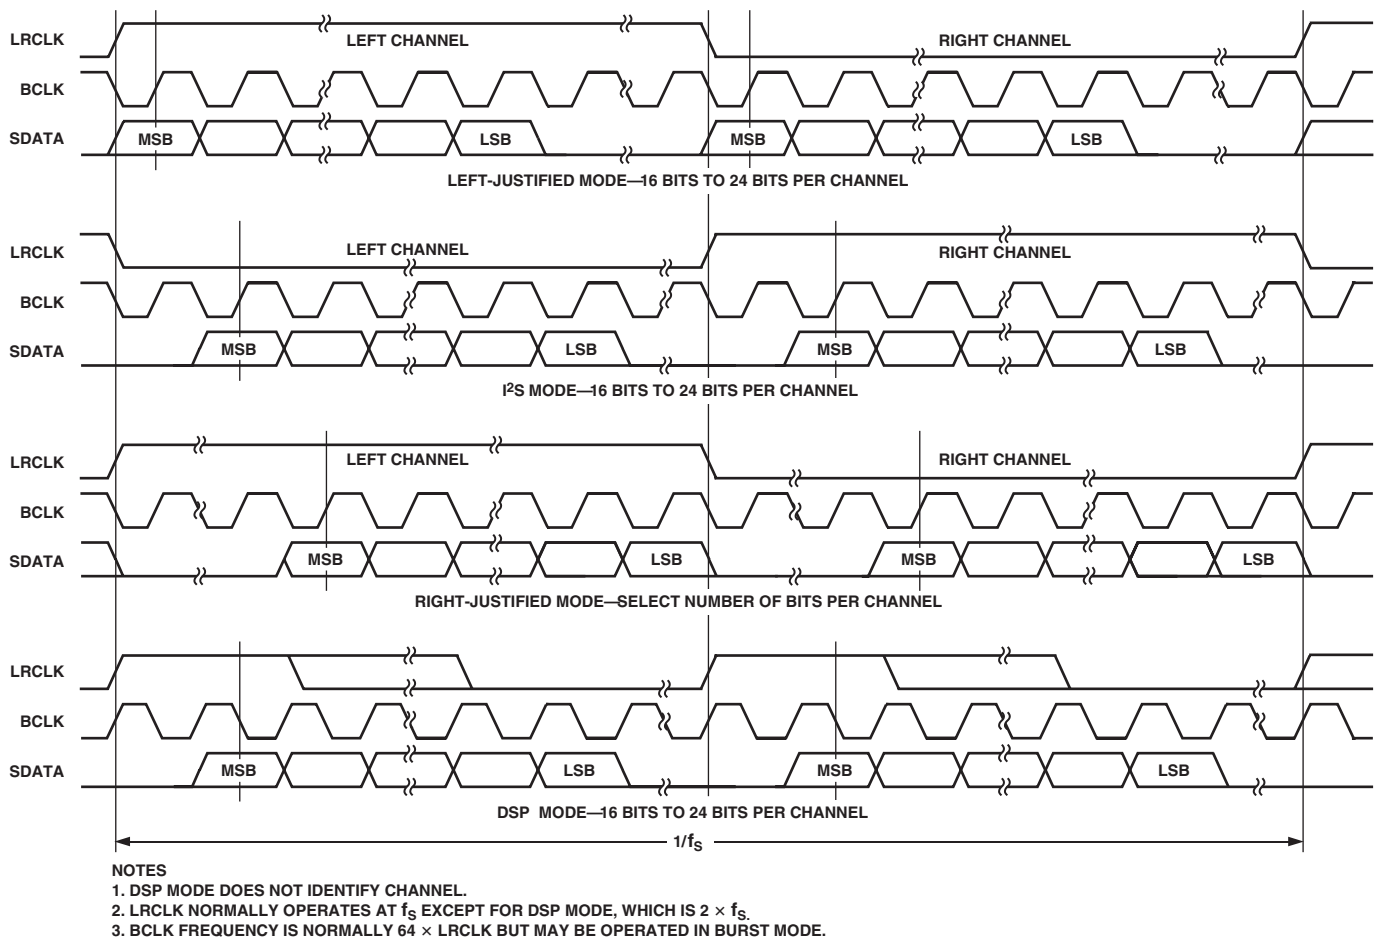 LRCLK LEFT CHANNEL RIGHT CHANNEL
BCLK
SDATA MSB LSB MSB LSB
LEFT-JUSTIFIED MODE—16 BITS TO 24 BITS PER CHANNEL
LRCLK LEFT CHANNEL RIGHT CHANNEL
BCLK
SDATA MSB LSB MSB LSB
I²S MODE—16 BITS TO 24 BITS PER CHANNEL
LRCLK LEFT CHANNEL RIGHT CHANNEL
BCLK
SDATA MSB LSB MSB LSB
RIGHT-JUSTIFIED MODE—SELECT NUMBER OF BITS PER CHANNEL
LRCLK
BCLK
SDATA MSB LSB MSB LSB
DSP MODE—16 BITS TO 24 BITS PER CHANNEL
1/fS
NOTES
1. DSP MODE DOES NOT IDENTIFY CHANNEL.
2. LRCLK NORMALLY OPERATES AT fS EXCEPT FOR DSP MODE, WHICH IS 2 × fS.
3. BCLK FREQUENCY IS NORMALLY 64 × LRCLK BUT MAY BE OPERATED IN BURST MODE.